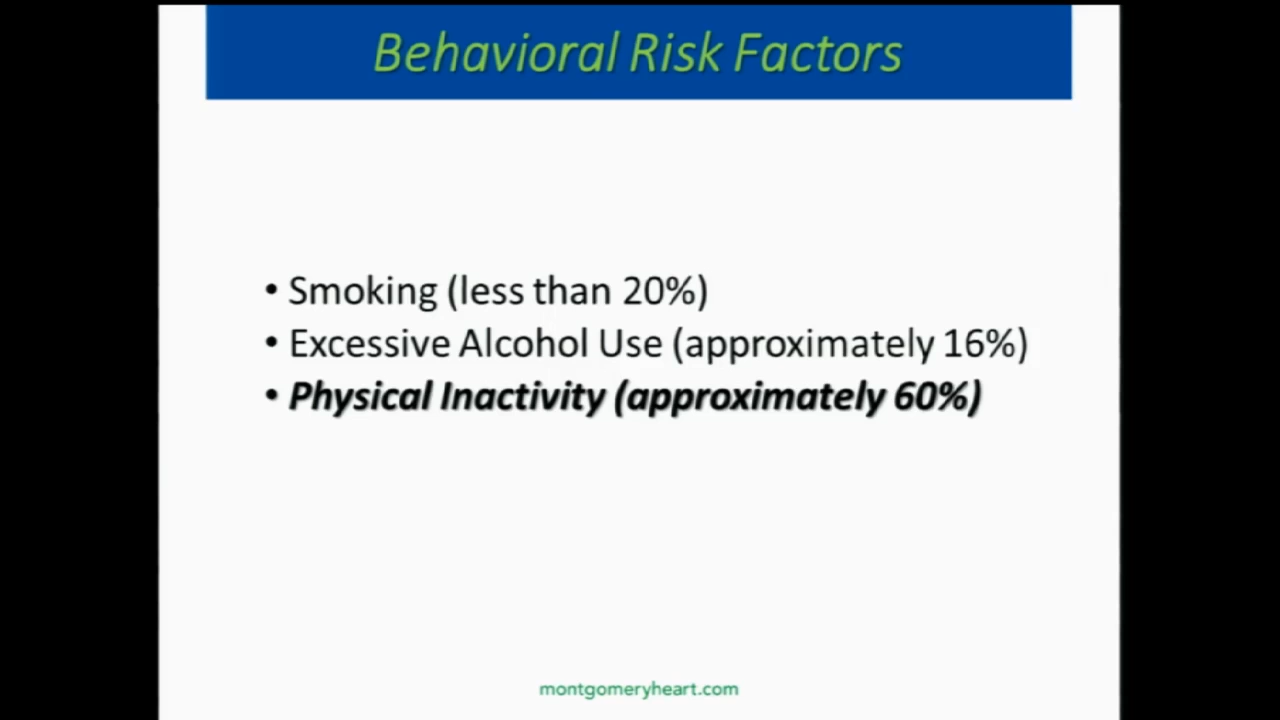 Behavioral Risk Factors
• Smoking (less than 20%)
• Excessive Alcohol Use (approximately 16%)
• Physical Inactivity (approximately 60%)
montgomeryheart.com